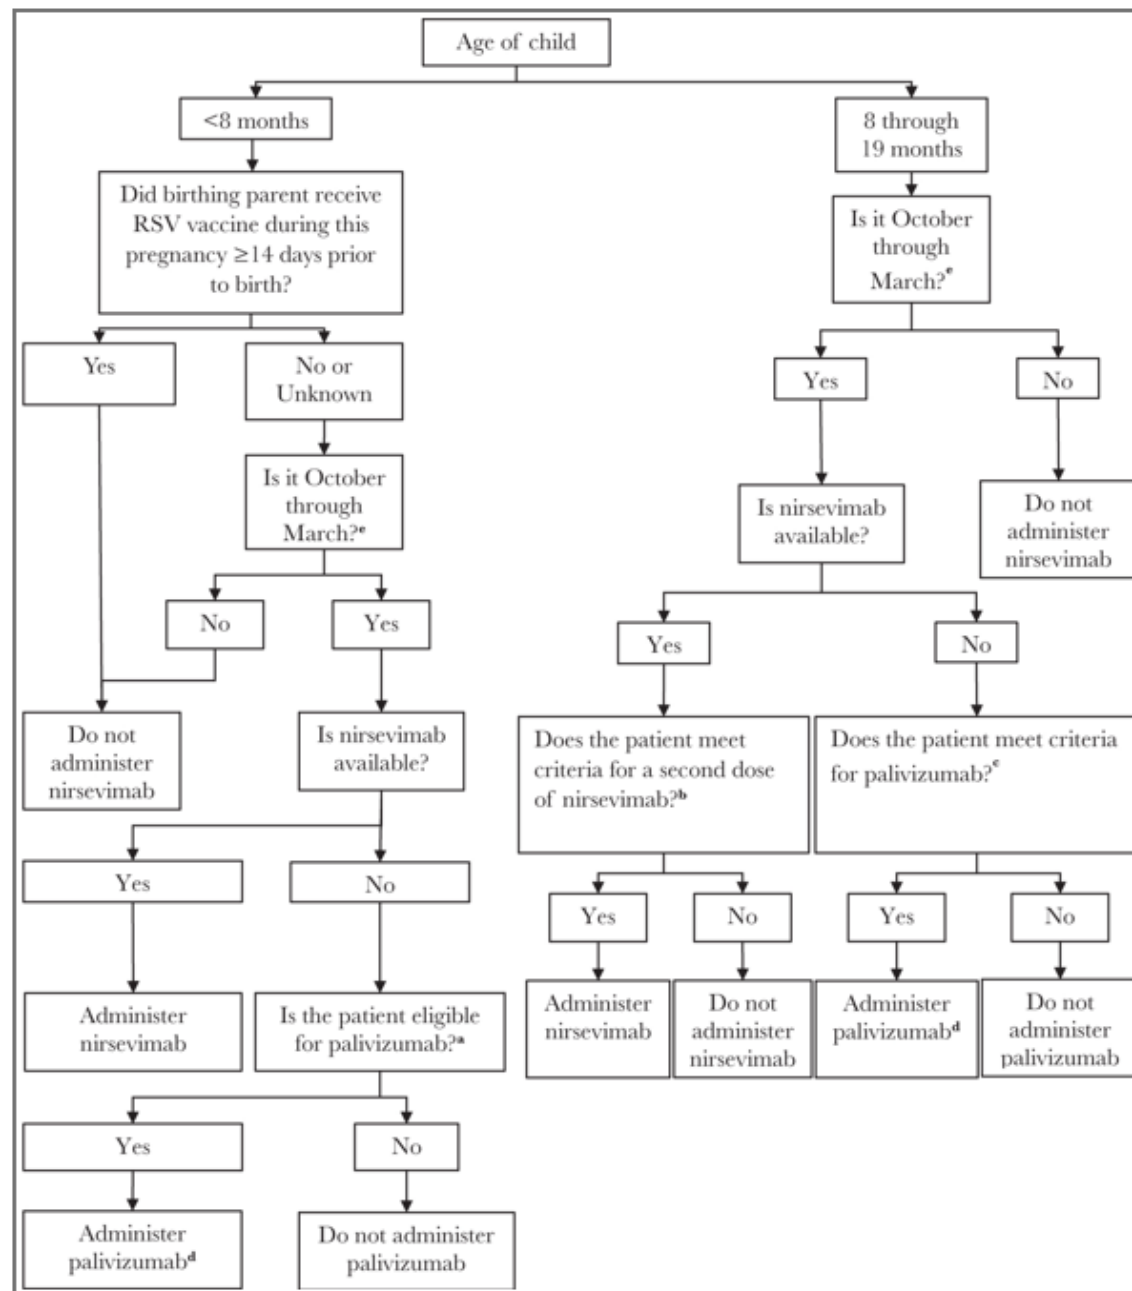 Age of child
<8 months
8 through
19 months
Did birthing parent receive
RSV vaccine during this
pregnancy ≥14 days prior
to birth?
Is it October
through
March?ᵉ
Yes
No or
Unknown
Yes
No
Is it October
through
March?ᵉ
Is nirsevimab
available?
Do not
administer
nirsevimab
No
Yes
Yes
No
Do not
administer
nirsevimab
Is nirsevimab
available?
Does the patient meet
criteria for a second dose
of nirsevimab?ᵇ
Does the patient meet criteria
for palivizumab?ᶜ
Yes
No
Yes
No
Yes
No
Administer
nirsevimab
Is the patient eligible
for palivizumab?ᵃ
Administer
nirsevimab
Do not
administer
nirsevimab
Administer
palivizumabᵈ
Do not
administer
palivizumab
Yes
No
Administer
palivizumabᵈ
Do not administer
palivizumab